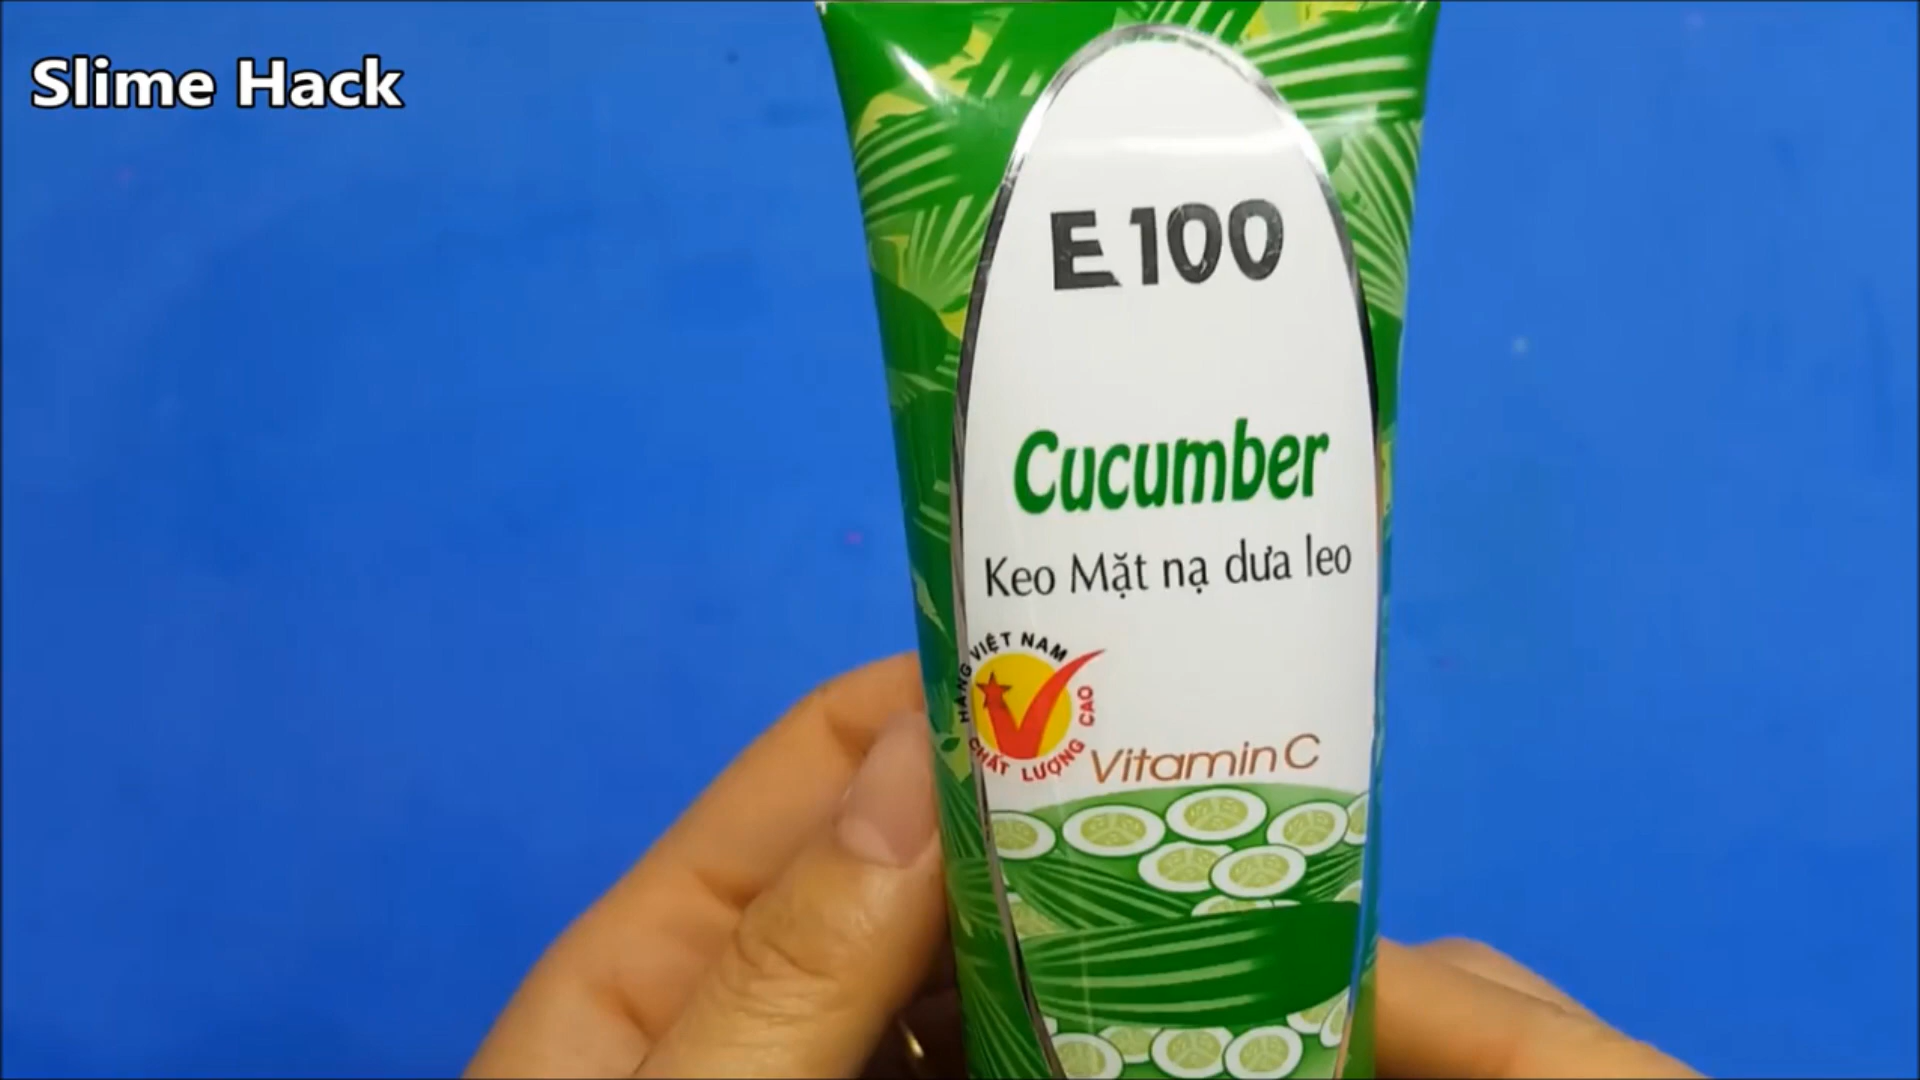 Slime Hack
E100
Cucumber
Keo Mặt nạ dưa leo
HÀNG VIỆT NAM
CHẤT LƯỢNG CAO
Vitamin C